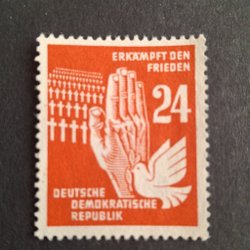 ERKÄMPFT DEN
FRIEDEN
24
DEUTSCHE
DEMOKRATISCHE
REPUBLIK